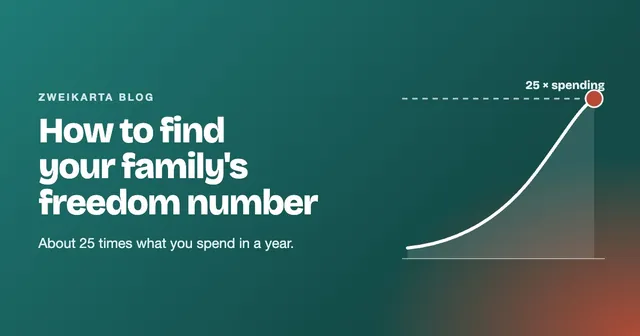 ZWEIKARTA BLOG
How to find
your family's
freedom number
About 25 times what you spend in a year.
25 × spending